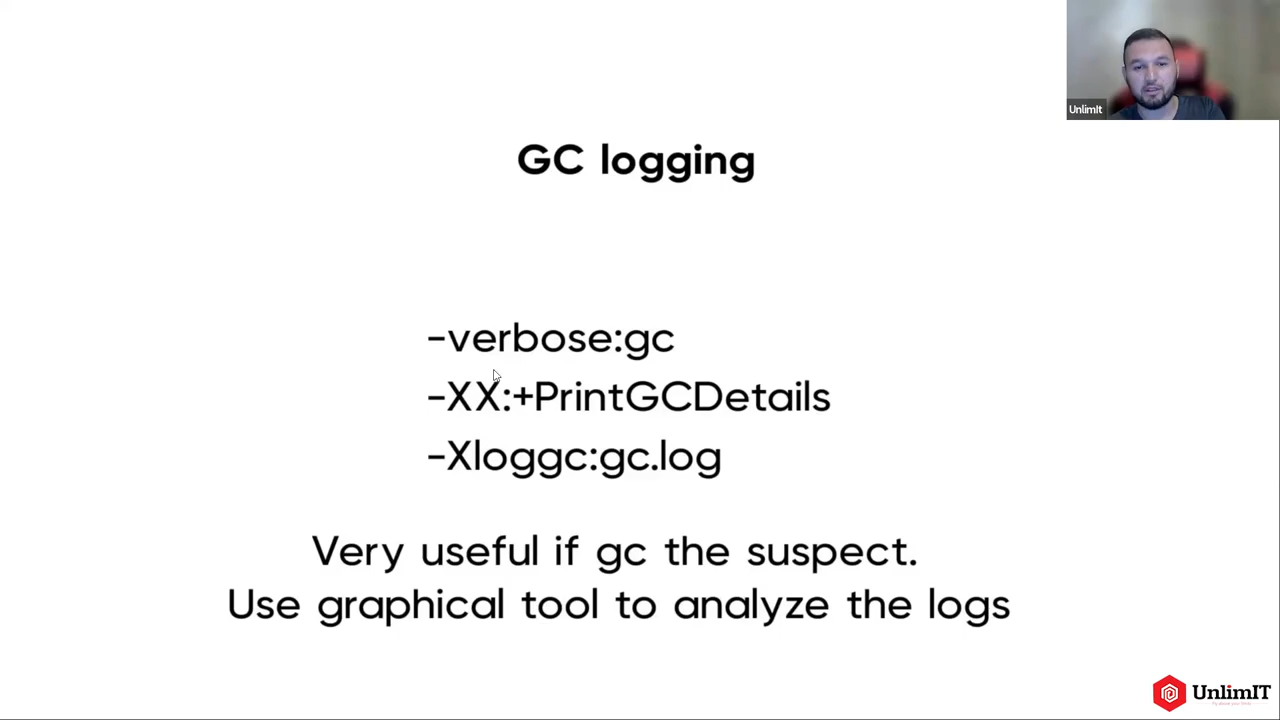 UnlimIt
GC logging
-verbose:gc
-XX:+PrintGCDetails
-Xloggc:gc.log
Very useful if gc the suspect.
Use graphical tool to analyze the logs
UnlimIT